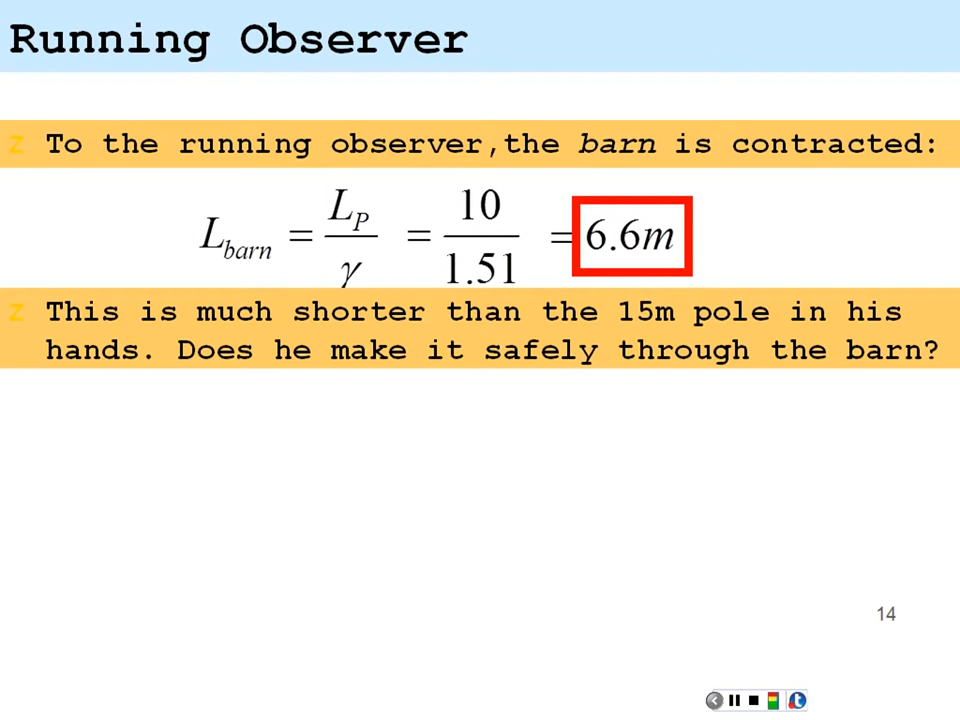 Running Observer
z To the running observer,the barn is contracted:
L_barn = L_P / γ = 10 / 1.51 = 6.6m
z This is much shorter than the 15m pole in his
hands. Does he make it safely through the barn?
14